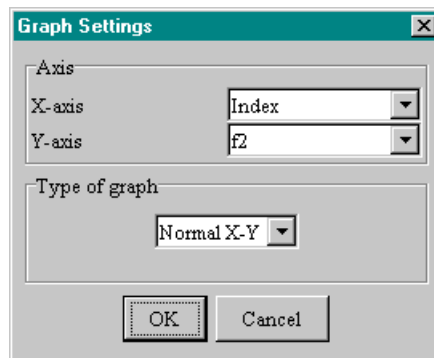 Graph Settings
Axis
X-axis Index
Y-axis f2
Type of graph
Normal X-Y
OK Cancel